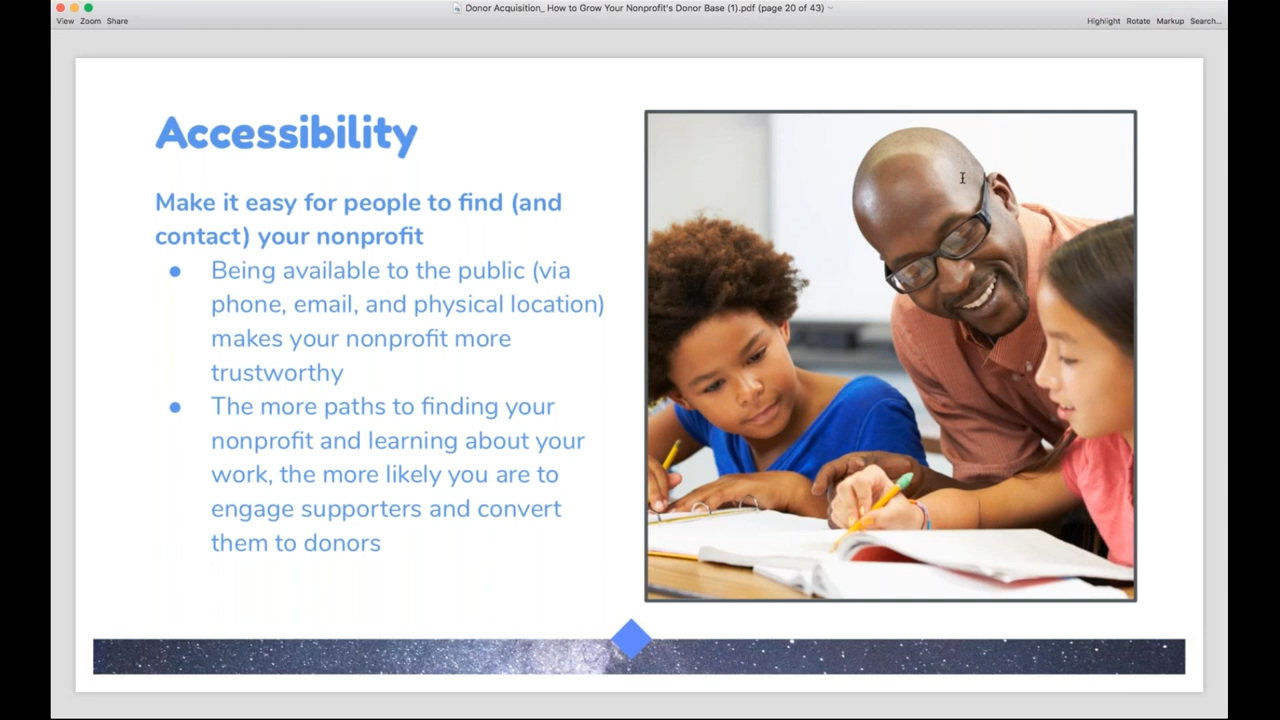 Donor Acquisition_ How to Grow Your Nonprofit's Donor Base (1).pdf (page 20 of 43)
View Zoom Share
Highlight Rotate Markup Search...
Accessibility
Make it easy for people to find (and
contact) your nonprofit
● Being available to the public (via
phone, email, and physical location)
makes your nonprofit more
trustworthy
● The more paths to finding your
nonprofit and learning about your
work, the more likely you are to
engage supporters and convert
them to donors